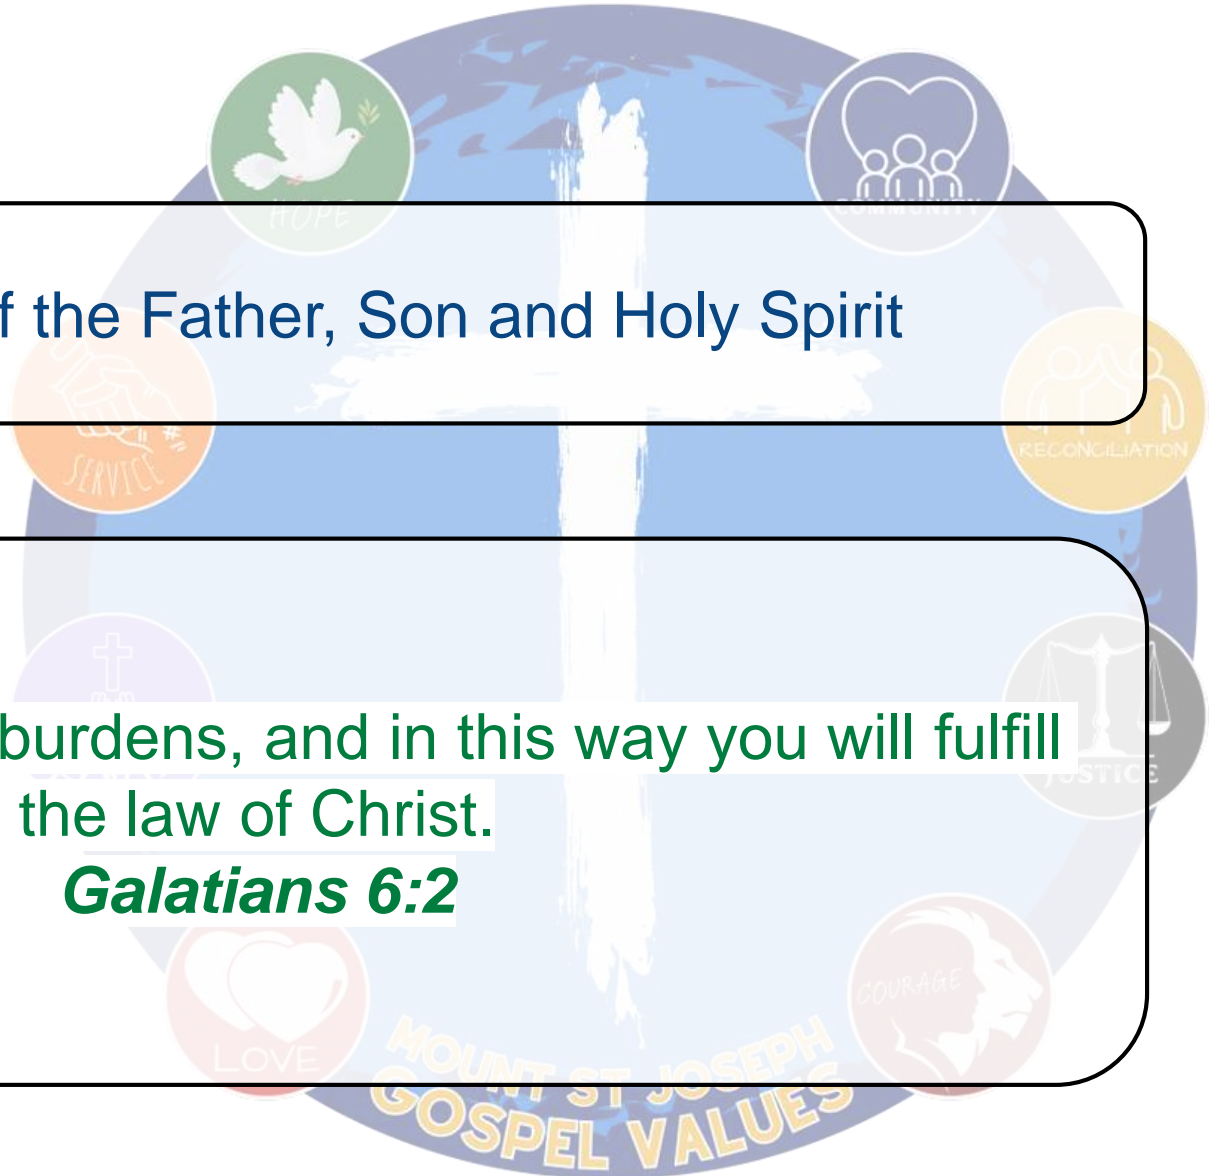 HOPE
COMMUNITY
f the Father, Son and Holy Spirit
SERVICE
RECONCILIATION
burdens, and in this way you will fulfill
JUSTICE
the law of Christ.
Galatians 6:2
LOVE
COURAGE
MOUNT ST JOSEPH
GOSPEL VALUES